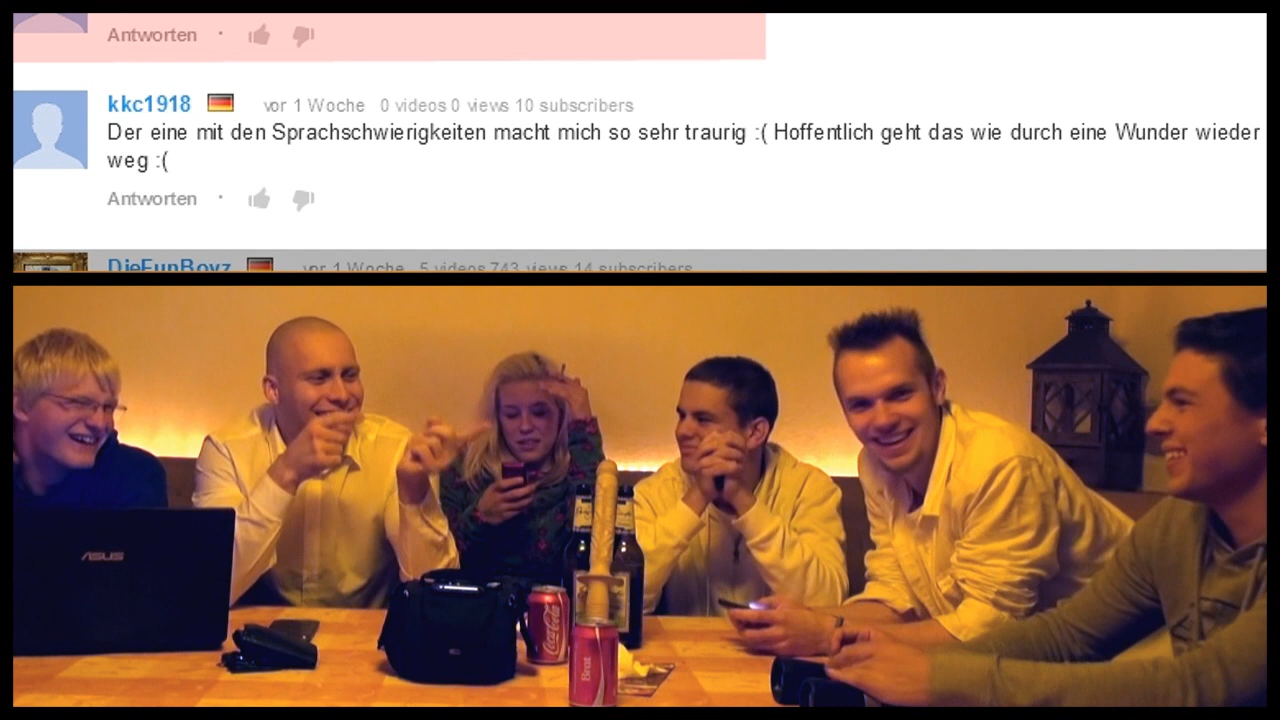 Antworten ·
kkc1918 vor 1 Woche 0 videos 0 views 10 subscribers
Der eine mit den Sprachschwierigkeiten macht mich so sehr traurig :( Hoffentlich geht das wie durch eine Wunder wieder
weg :(
Antworten ·
DieFunBoyz vor 1 Woche 5 videos 743 views 14 subscribers
ASUS
Coca-Cola